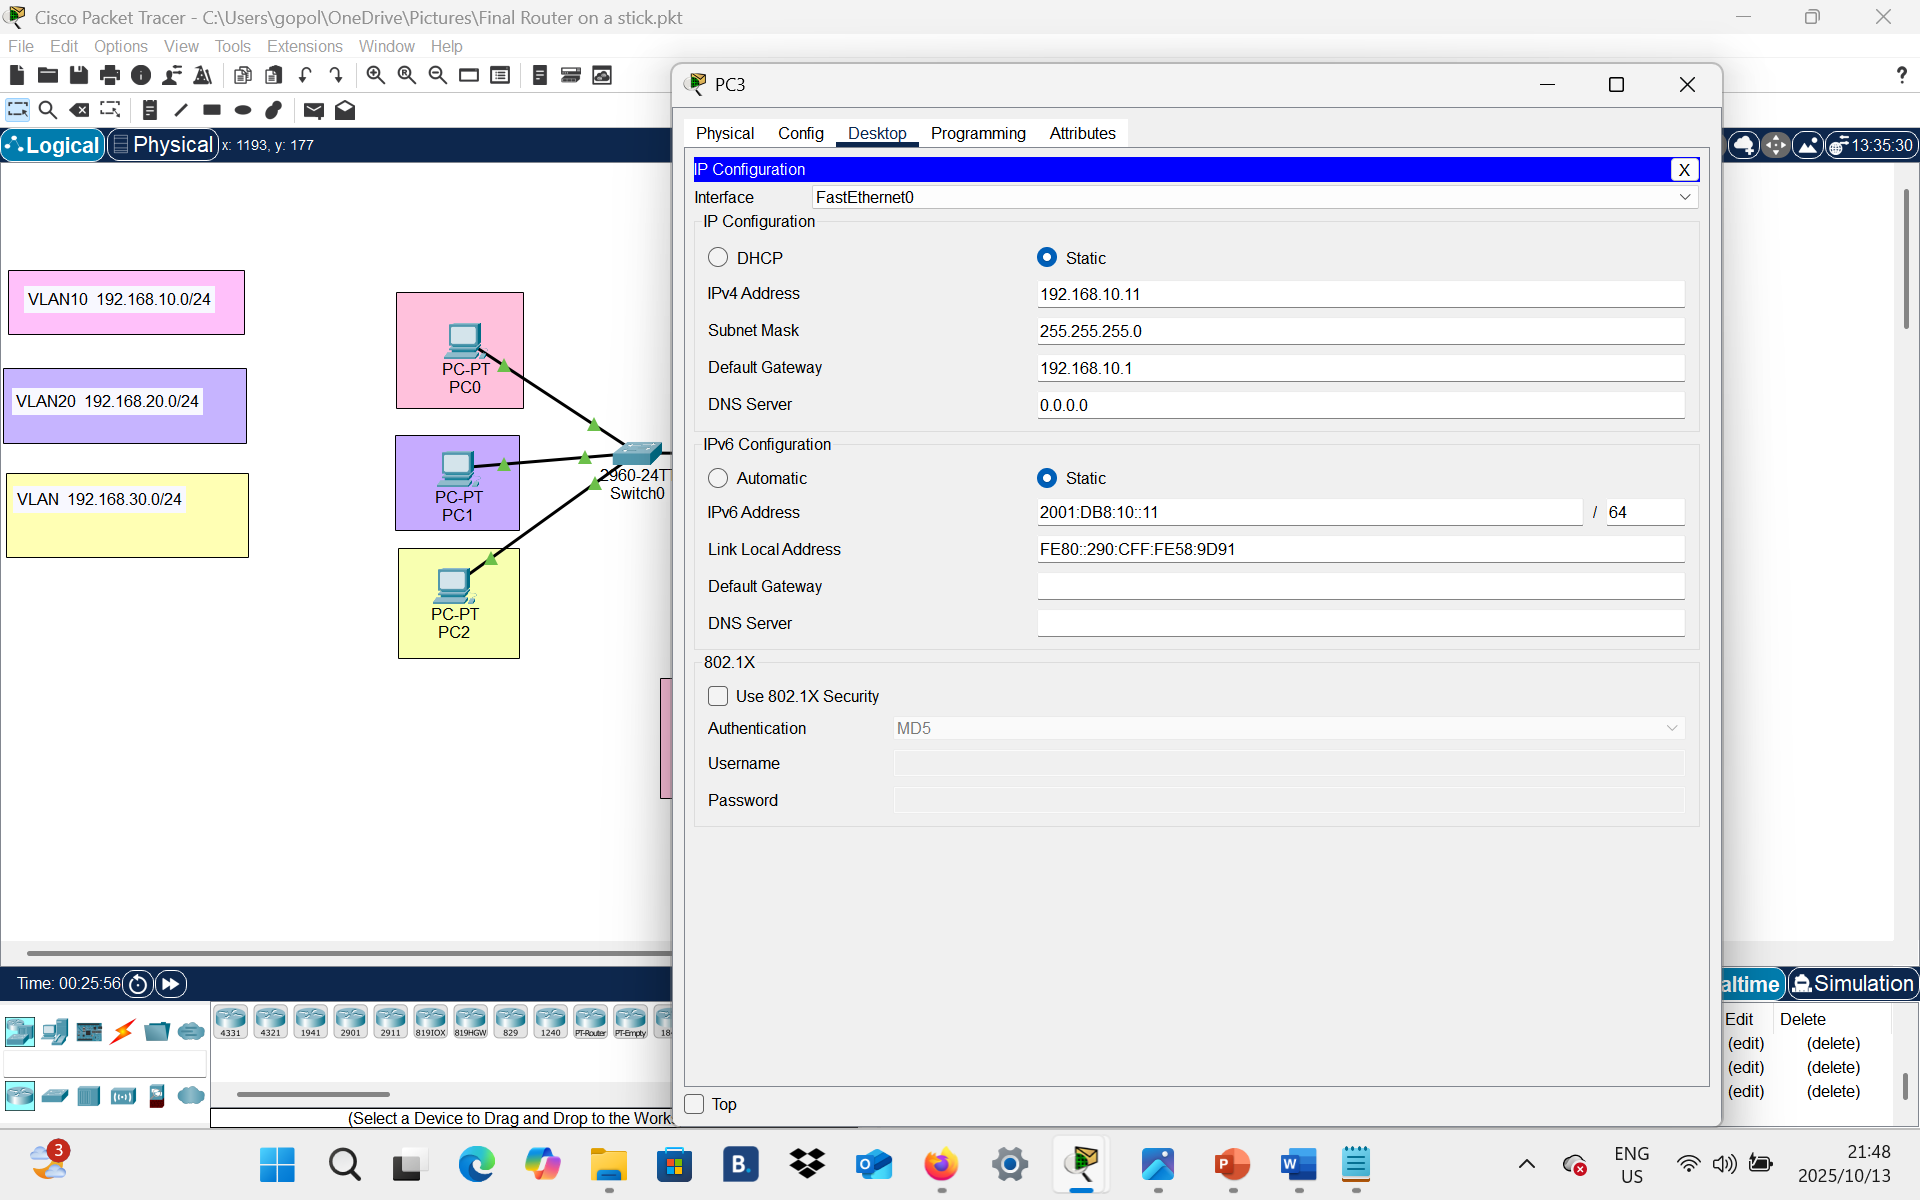 Cisco Packet Tracer - C:\Users\gopol\OneDrive\Pictures\Final Router on a stick.pkt
File Edit Options View Tools Extensions Window Help
?
Logical Physical x: 1193, y: 177
13:35:30
VLAN10 192.168.10.0/24
VLAN20 192.168.20.0/24
VLAN 192.168.30.0/24
PC-PT
PC0
PC-PT
PC1
PC-PT
PC2
2960-24T
Switch0
PC3
Physical Config Desktop Programming Attributes
IP Configuration X
Interface FastEthernet0
IP Configuration
DHCP Static
IPv4 Address 192.168.10.11
Subnet Mask 255.255.255.0
Default Gateway 192.168.10.1
DNS Server 0.0.0.0
IPv6 Configuration
Automatic Static
IPv6 Address 2001:DB8:10::11 / 64
Link Local Address FE80::290:CFF:FE58:9D91
Default Gateway
DNS Server
802.1X
Use 802.1X Security
Authentication MD5
Username
Password
Top
Time: 00:25:56
altime Simulation
4331 4321 1941 2901 2911 819IOX 819HGW 829 1240 PT-Router PT-Empty 18
(Select a Device to Drag and Drop to the Work
Edit Delete
(edit) (delete)
(edit) (delete)
(edit) (delete)
3
B.
ENG
US
21:48
2025/10/13